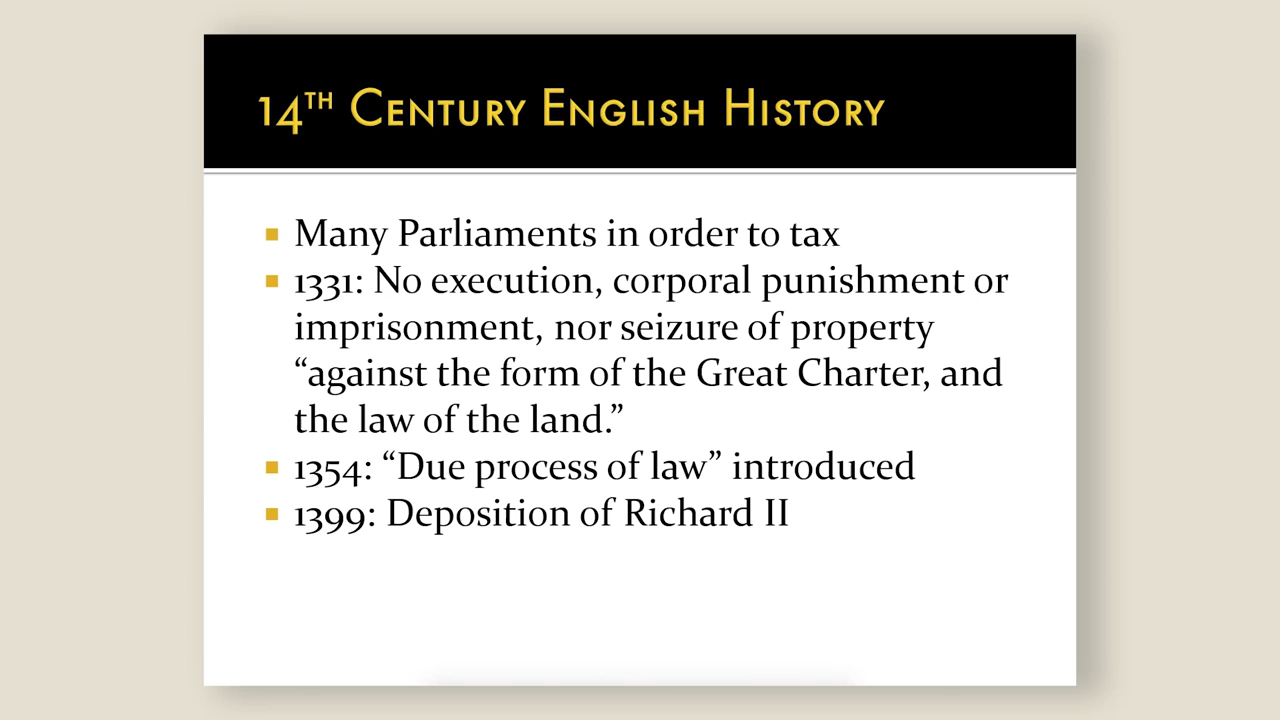 14TH CENTURY ENGLISH HISTORY
Many Parliaments in order to tax
1331: No execution, corporal punishment or
imprisonment, nor seizure of property
“against the form of the Great Charter, and
the law of the land.”
1354: “Due process of law” introduced
1399: Deposition of Richard II